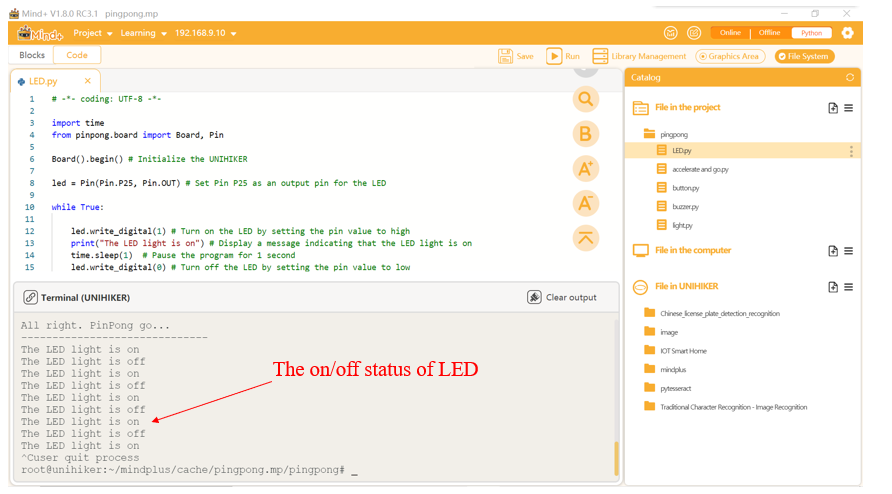 Mind+ V1.8.0 RC3.1 pingpong.mp
Mind+ Project Learning 192.168.9.10 Online Offline Python
Blocks Code Save Run Library Management Graphics Area File System
LED.py
1 # -*- coding: UTF-8 -*-
2
3 import time
4 from pinpong.board import Board, Pin
5
6 Board().begin() # Initialize the UNIHIKER
7
8 led = Pin(Pin.P25, Pin.OUT) # Set Pin P25 as an output pin for the LED
9
10 while True:
11
12 led.write_digital(1) # Turn on the LED by setting the pin value to high
13 print("The LED light is on") # Display a message indicating that the LED light is on
14 time.sleep(1) # Pause the program for 1 second
15 led.write_digital(0) # Turn off the LED by setting the pin value to low
B
A+
A-
Terminal (UNIHIKER) Clear output
All right. PinPong go...
------------------------------
The LED light is on
The LED light is off
The LED light is on
The LED light is off
The LED light is on
The LED light is off
The LED light is on
The LED light is off
The LED light is on
^Cuser quit process
root@unihiker:~/mindplus/cache/pingpong.mp/pingpong# _
The on/off status of LED
Catalog
File in the project
pingpong
LED.py
accelerate and go.py
button.py
buzzer.py
light.py
File in the computer
File in UNIHIKER
Chinese_license_plate_detection_recognition
image
IOT Smart Home
mindplus
pytesseract
Traditional Character Recognition - Image Recognition